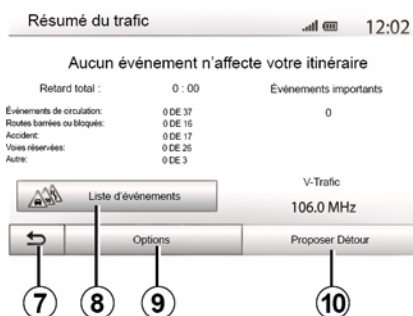 Résumé du trafic
12:02
Aucun événement n'affecte votre itinéraire
Retard total : 0 : 00
Événements importants
0
Événements de circulation: 0 DE 37
Routes barrées ou bloqués: 0 DE 16
Accident: 0 DE 17
Voies réservées: 0 DE 26
Autre: 0 DE 3
Liste d'événements
V-Trafic
106.0 MHz
Options
Proposer Détour
7 8 9 10